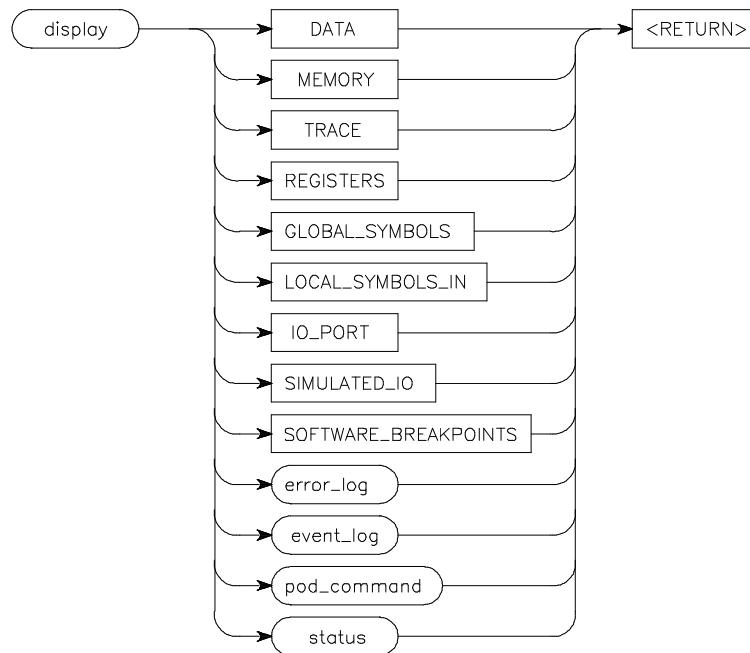 display
DATA
<RETURN>
MEMORY
TRACE
REGISTERS
GLOBAL_SYMBOLS
LOCAL_SYMBOLS_IN
IO_PORT
SIMULATED_IO
SOFTWARE_BREAKPOINTS
error_log
event_log
pod_command
status